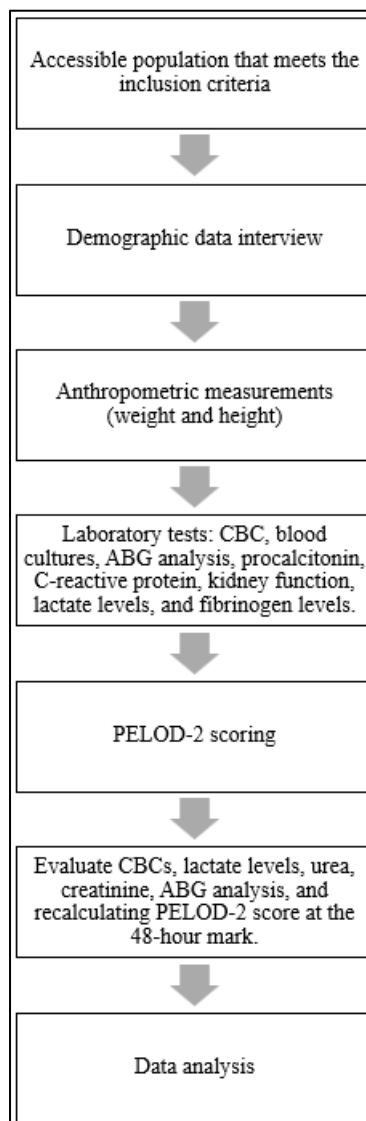 Accessible population that meets the
inclusion criteria
Demographic data interview
Anthropometric measurements
(weight and height)
Laboratory tests: CBC, blood
cultures, ABG analysis, procalcitonin,
C-reactive protein, kidney function,
lactate levels, and fibrinogen levels.
PELOD-2 scoring
Evaluate CBCs, lactate levels, urea,
creatinine, ABG analysis, and
recalculating PELOD-2 score at the
48-hour mark.
Data analysis